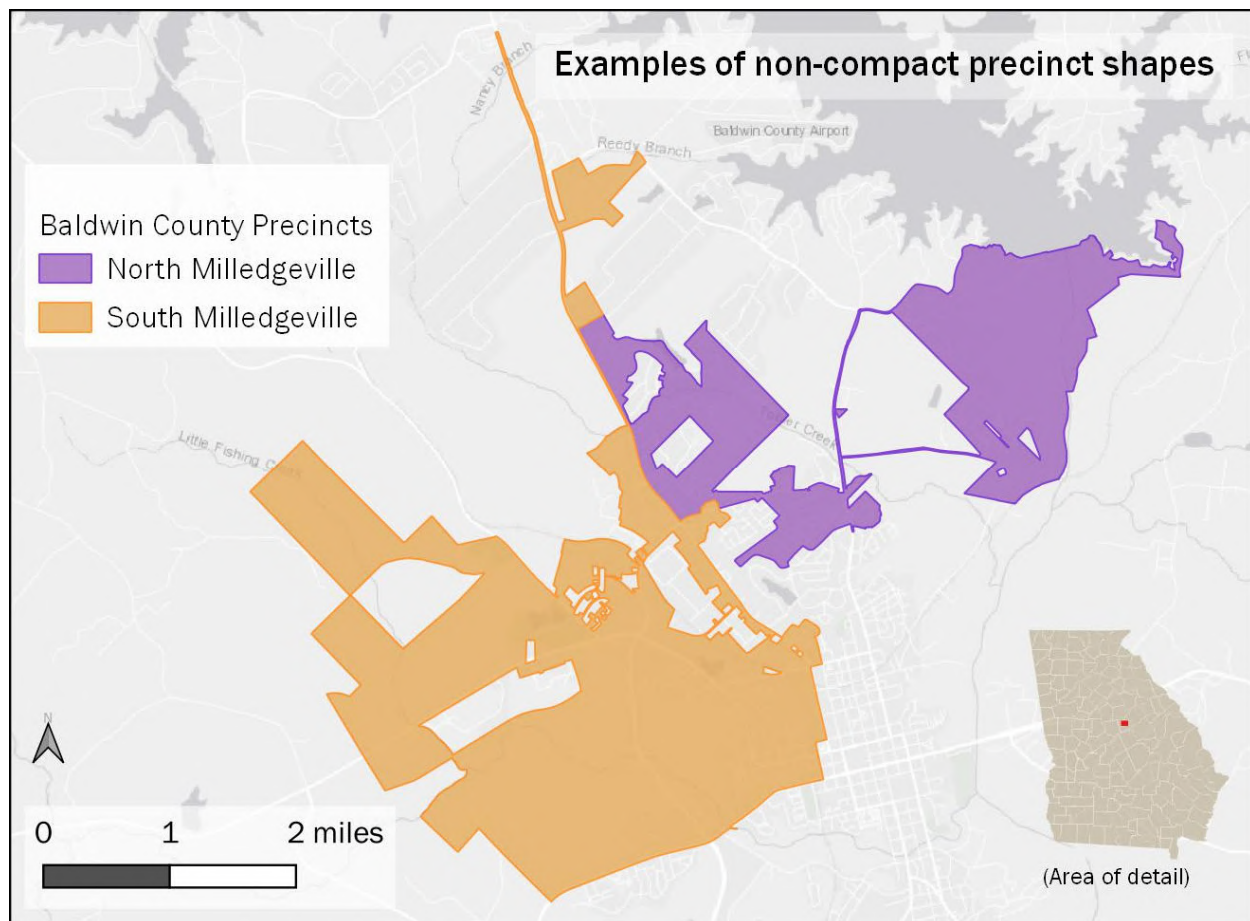 Examples of non-compact precinct shapes
Nancy Branch
Reedy Branch
Baldwin County Airport
Baldwin County Precincts
North Milledgeville
South Milledgeville
Little Fishing Creek
Creek
N
0 1 2 miles
(Area of detail)